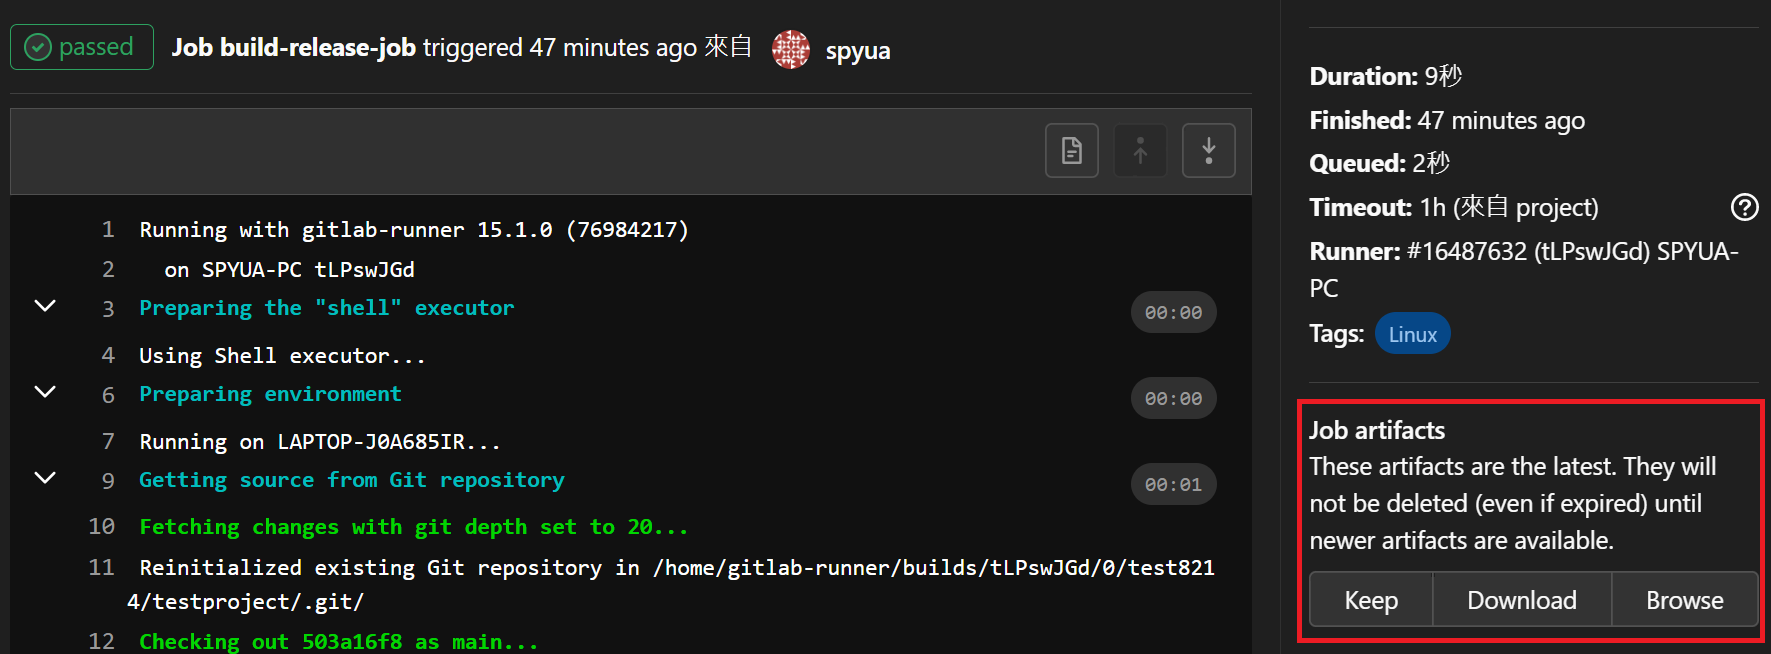 passed
Job build-release-job triggered 47 minutes ago 來自 spyua
1 Running with gitlab-runner 15.1.0 (76984217)
2 on SPYUA-PC tLPswJGd
3 Preparing the "shell" executor 00:00
4 Using Shell executor...
6 Preparing environment 00:00
7 Running on LAPTOP-J0A685IR...
9 Getting source from Git repository 00:01
10 Fetching changes with git depth set to 20...
11 Reinitialized existing Git repository in /home/gitlab-runner/builds/tLPswJGd/0/test821
4/testproject/.git/
12 Checking out 503a16f8 as main...
Duration: 9秒
Finished: 47 minutes ago
Queued: 2秒
Timeout: 1h (來自 project)
Runner: #16487632 (tLPswJGd) SPYUA-
PC
Tags: Linux
Job artifacts
These artifacts are the latest. They will
not be deleted (even if expired) until
newer artifacts are available.
Keep Download Browse